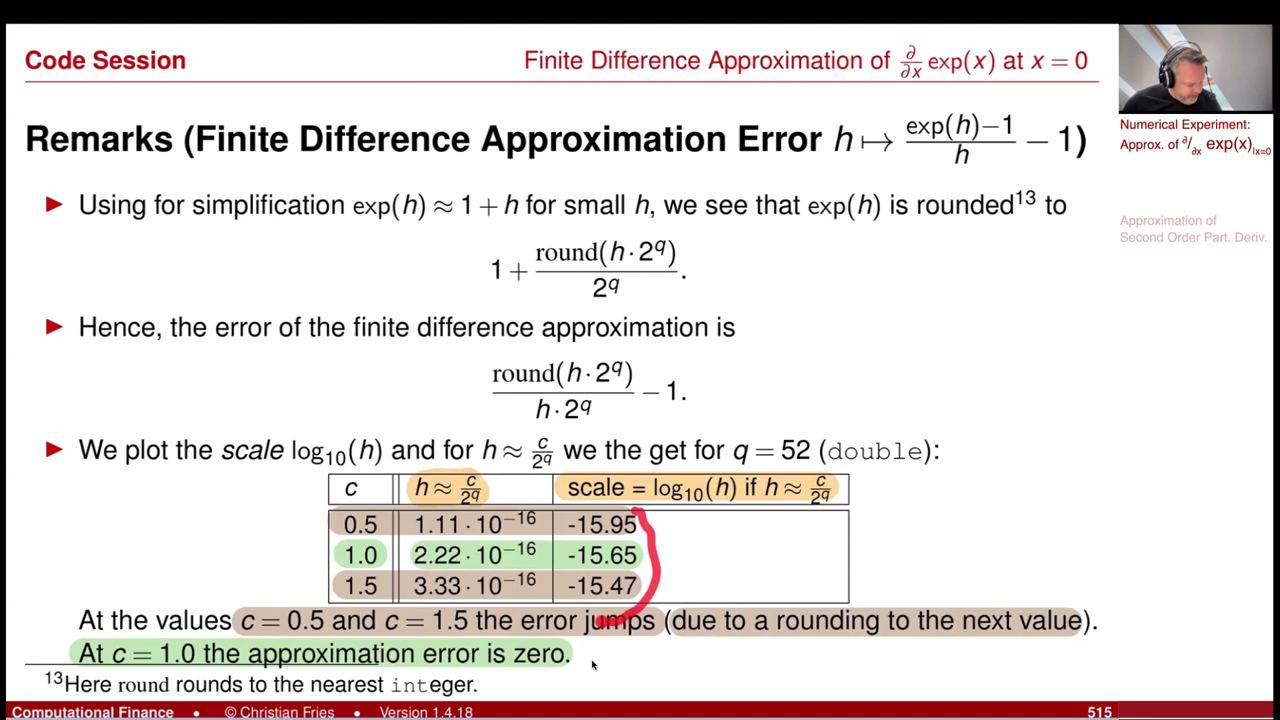 Code Session
Finite Difference Approximation of ∂/∂x exp(x) at x = 0
Remarks (Finite Difference Approximation Error h ↦ (exp(h)−1)/h − 1)
Numerical Experiment:
Approx. of ∂/∂x exp(x)|x=0
Approximation of
Second Order Part. Deriv.
► Using for simplification exp(h) ≈ 1 + h for small h, we see that exp(h) is rounded¹³ to
1 + round(h · 2^q)/2^q.
► Hence, the error of the finite difference approximation is
round(h · 2^q)/(h · 2^q) − 1.
► We plot the scale log₁₀(h) and for h ≈ c/2^q we the get for q = 52 (double):
c h ≈ c/2^q scale = log₁₀(h) if h ≈ c/2^q
0.5 1.11 · 10⁻¹⁶ -15.95
1.0 2.22 · 10⁻¹⁶ -15.65
1.5 3.33 · 10⁻¹⁶ -15.47
At the values c = 0.5 and c = 1.5 the error jumps (due to a rounding to the next value).
At c = 1.0 the approximation error is zero.
¹³Here round rounds to the nearest integer.
Computational Finance • © Christian Fries • Version 1.4.18 515